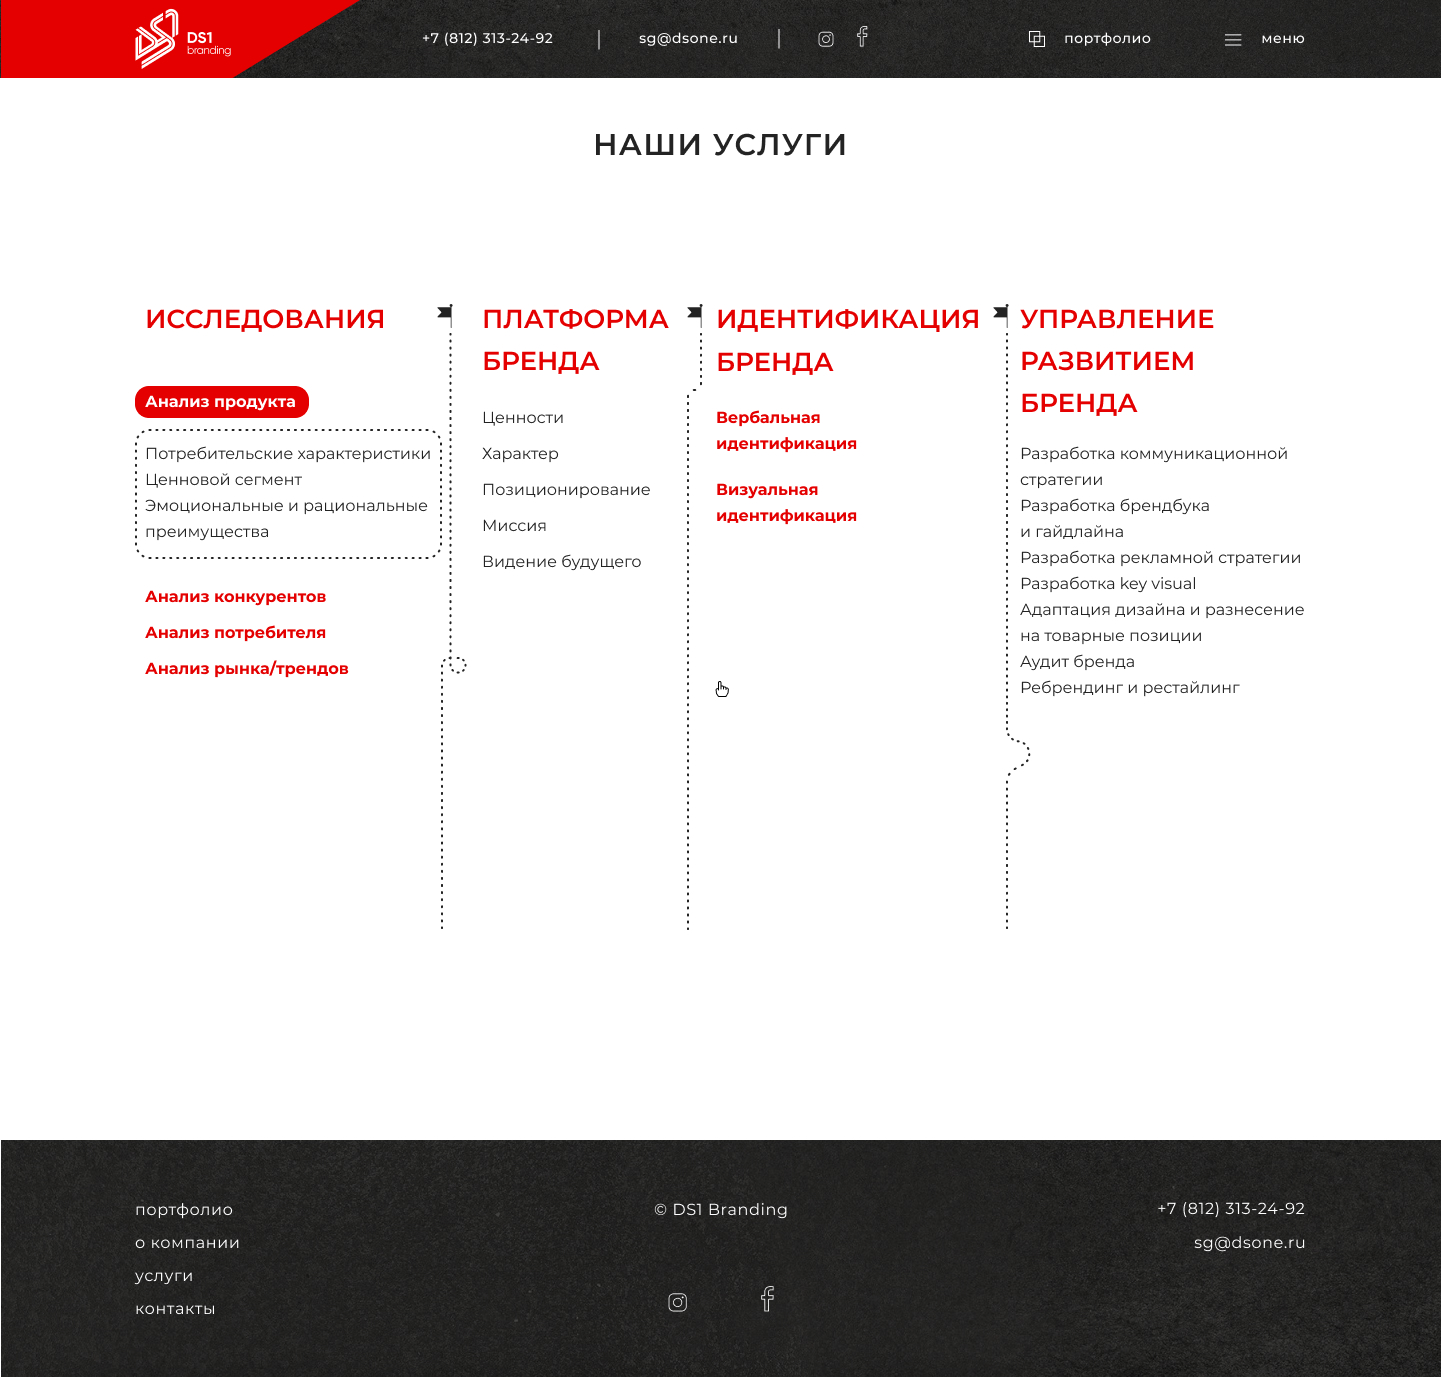 DS1
branding
+7 (812) 313-24-92
sg@dsone.ru
портфолио
меню
НАШИ УСЛУГИ
ИССЛЕДОВАНИЯ
Анализ продукта
Потребительские характеристики
Ценновой сегмент
Эмоциональные и рациональные
преимущества
Анализ конкурентов
Анализ потребителя
Анализ рынка/трендов
ПЛАТФОРМА
БРЕНДА
Ценности
Характер
Позиционирование
Миссия
Видение будущего
ИДЕНТИФИКАЦИЯ
БРЕНДА
Вербальная
идентификация
Визуальная
идентификация
УПРАВЛЕНИЕ
РАЗВИТИЕМ
БРЕНДА
Разработка коммуникационной
стратегии
Разработка брендбука
и гайдлайна
Разработка рекламной стратегии
Разработка key visual
Адаптация дизайна и разнесение
на товарные позиции
Аудит бренда
Ребрендинг и рестайлинг
портфолио
о компании
услуги
контакты
© DS1 Branding
+7 (812) 313-24-92
sg@dsone.ru